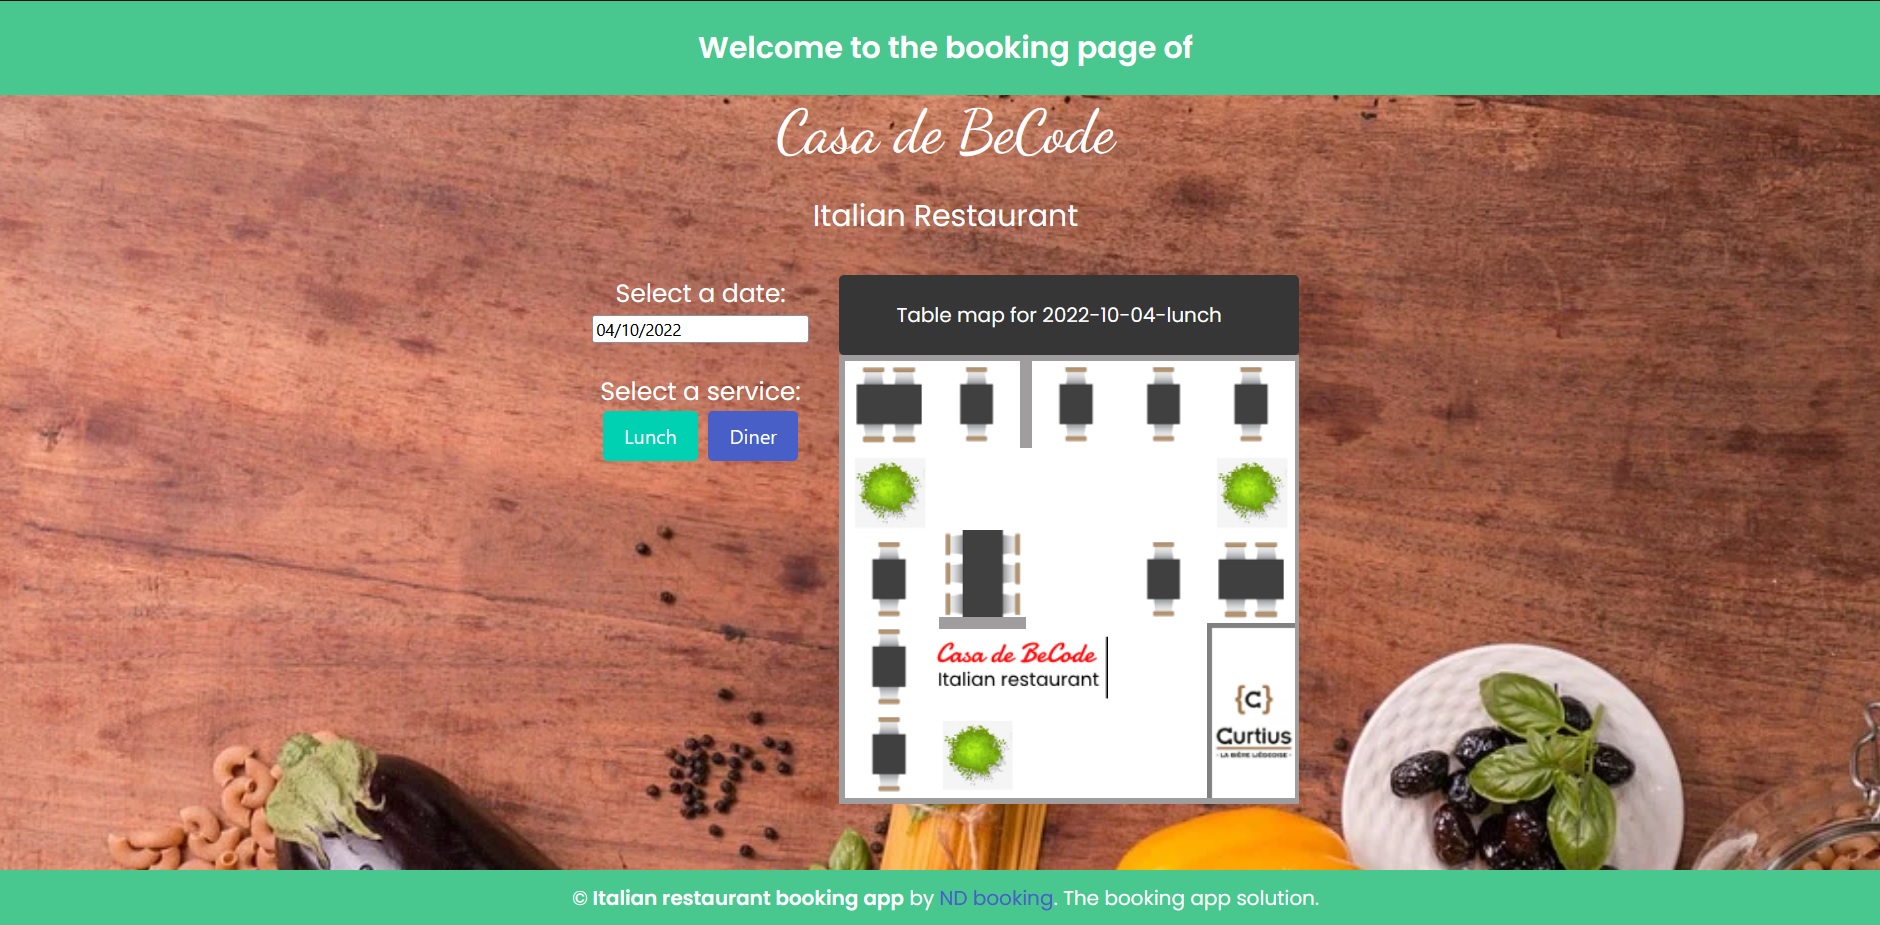 Welcome to the booking page of
Casa de BeCode
Italian Restaurant
Select a date:
04/10/2022
Select a service:
Lunch
Diner
Table map for 2022-10-04-lunch
Casa de BeCode
Italian restaurant
{C}
Curtius
- LA BIÈRE LIÉGEOISE -
© Italian restaurant booking app by ND booking. The booking app solution.